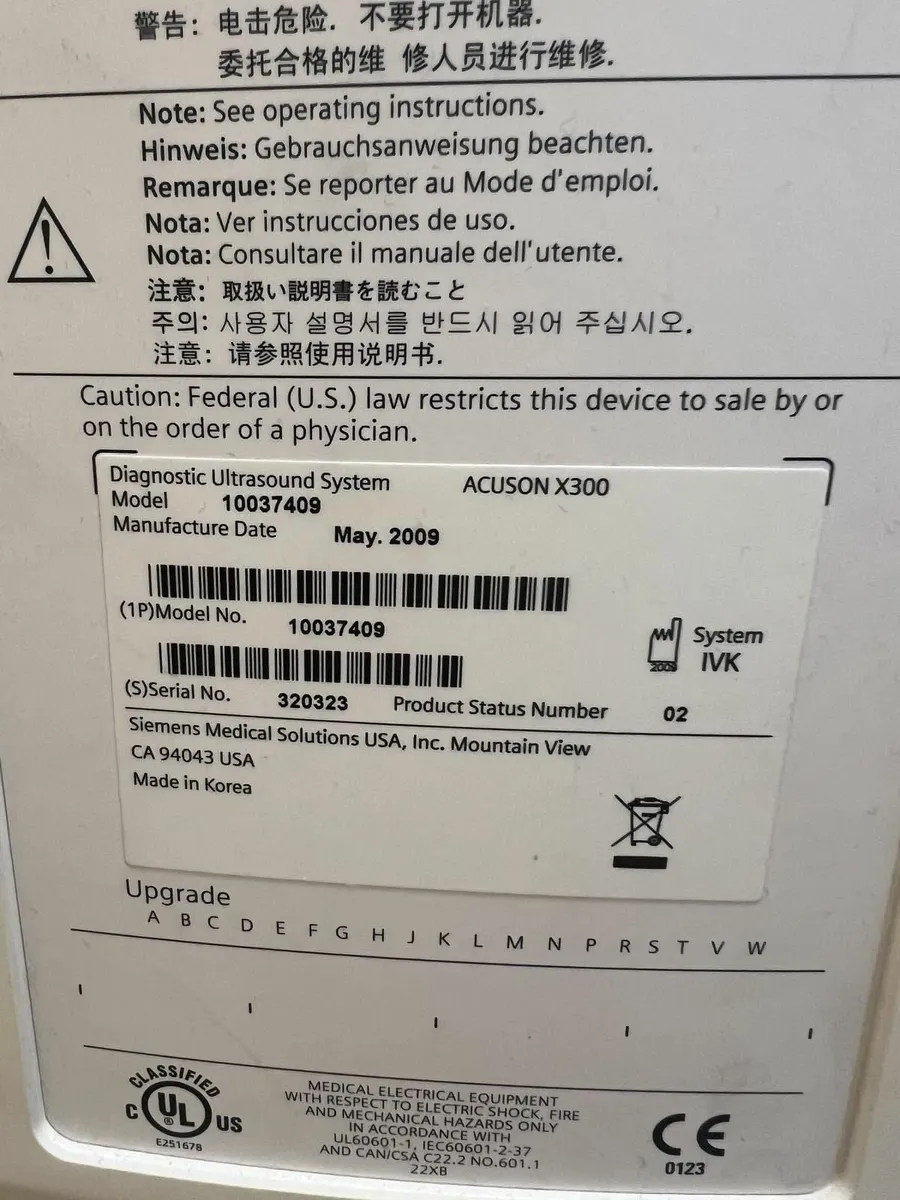 警告: 电击危险. 不要打开机器.
委托合格的维 修人员进行维修.
Note: See operating instructions.
Hinweis: Gebrauchsanweisung beachten.
Remarque: Se reporter au Mode d'emploi.
Nota: Ver instrucciones de uso.
Nota: Consultare il manuale dell'utente.
注意: 取扱い説明書を読むこと
주의: 사용자 설명서를 반드시 읽어 주십시오.
注意: 请参照使用说明书.
Caution: Federal (U.S.) law restricts this device to sale by or
on the order of a physician.
Diagnostic Ultrasound System ACUSON X300
Model 10037409
Manufacture Date May. 2009
(1P)Model No. 10037409
2009 System
IVK
(S)Serial No. 320323 Product Status Number 02
Siemens Medical Solutions USA, Inc. Mountain View
CA 94043 USA
Made in Korea
Upgrade
A B C D E F G H J K L M N P R S T V W
CLASSIFIED
C UL ® US
E251678
MEDICAL ELECTRICAL EQUIPMENT
WITH RESPECT TO ELECTRIC SHOCK, FIRE
AND MECHANICAL HAZARDS ONLY
IN ACCORDANCE WITH
UL60601-1, IEC60601-2-37
AND CAN/CSA C22.2 NO.601.1
22XB
CE
0123